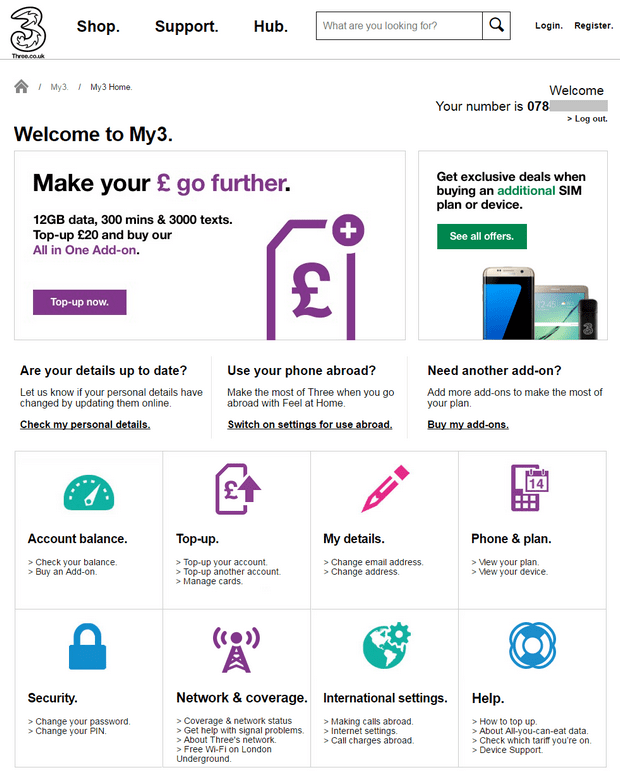 Three.co.uk
Shop.
Support.
Hub.
What are you looking for?
Login.
Register.
/ My3. / My3 Home.
Welcome
Your number is 078
> Log out.
Welcome to My3.
Make your £ go further.
12GB data, 300 mins & 3000 texts.
Top-up £20 and buy our
All in One Add-on.
Top-up now.
£
Get exclusive deals when
buying an additional SIM
plan or device.
See all offers.
Are your details up to date?
Let us know if your personal details have
changed by updating them online.
Check my personal details.
Use your phone abroad?
Make the most of Three when you go
abroad with Feel at Home.
Switch on settings for use abroad.
Need another add-on?
Add more add-ons to make the most of
your plan.
Buy my add-ons.
Account balance.
> Check your balance.
> Buy an Add-on.
£
Top-up.
> Top-up your account.
> Top-up another account.
> Manage cards.
My details.
> Change email address.
> Change address.
14
Phone & plan.
> View your plan.
> View your device.
Security.
> Change your password.
> Change your PIN.
Network & coverage.
> Coverage & network status
> Get help with signal problems.
> About Three's network.
> Free Wi-Fi on London
Underground.
International settings.
> Making calls abroad.
> Internet settings.
> Call charges abroad.
Help.
> How to top up.
> About All-you-can-eat data.
> Check which tariff you're on.
> Device Support.